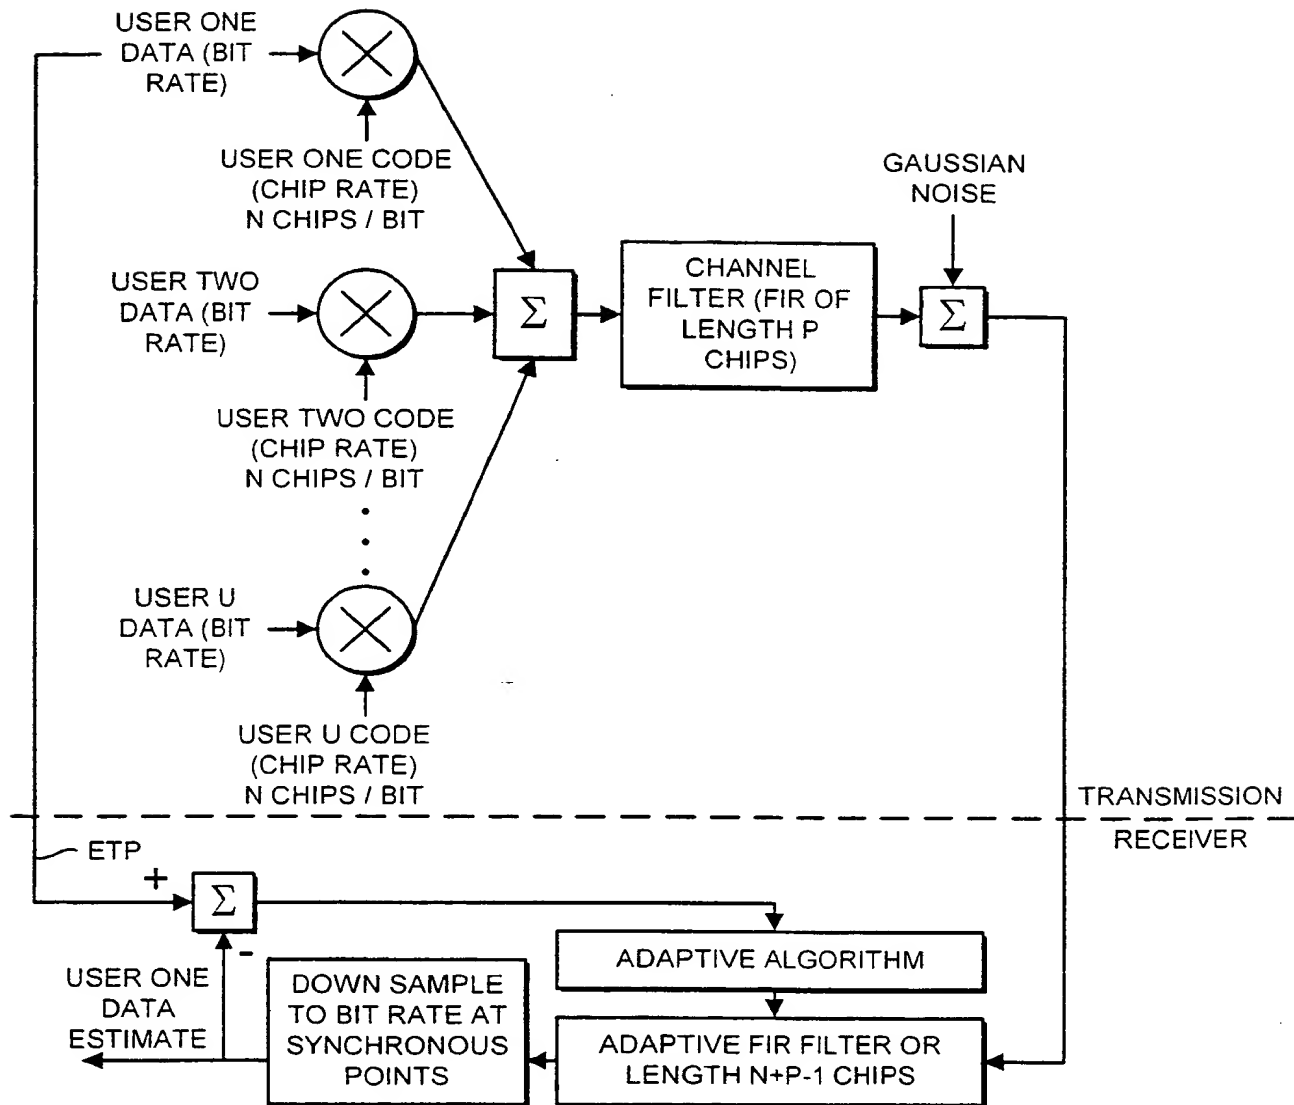 USER ONE
DATA (BIT
RATE)
USER ONE CODE
(CHIP RATE)
N CHIPS / BIT
GAUSSIAN
NOISE
USER TWO
DATA (BIT
RATE)
Σ
CHANNEL
FILTER (FIR OF
LENGTH P
CHIPS)
Σ
USER TWO CODE
(CHIP RATE)
N CHIPS / BIT
USER U
DATA (BIT
RATE)
USER U CODE
(CHIP RATE)
N CHIPS / BIT
TRANSMISSION
RECEIVER
ETP
+
Σ
-
ADAPTIVE ALGORITHM
USER ONE
DATA
ESTIMATE
DOWN SAMPLE
TO BIT RATE AT
SYNCHRONOUS
POINTS
ADAPTIVE FIR FILTER OR
LENGTH N+P-1 CHIPS